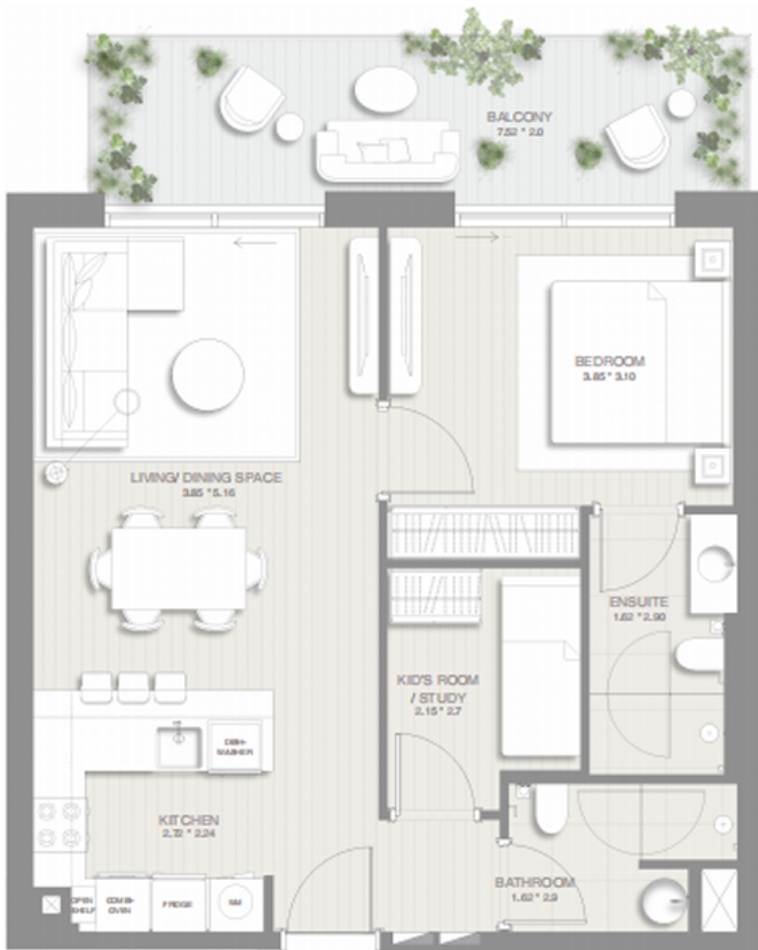 BALCONY
7.52 * 2.0
BEDROOM
3.85 * 3.10
LIVING/ DINING SPACE
3.85 * 5.16
ENSUITE
1.62 * 2.90
KID'S ROOM
/ STUDY
2.15 * 2.7
DISH-
WASHER
KITCHEN
2.72 * 2.24
OPEN
SHELF
COMBI-
OVEN
FRIDGE
WM
BATHROOM
1.62 * 2.9